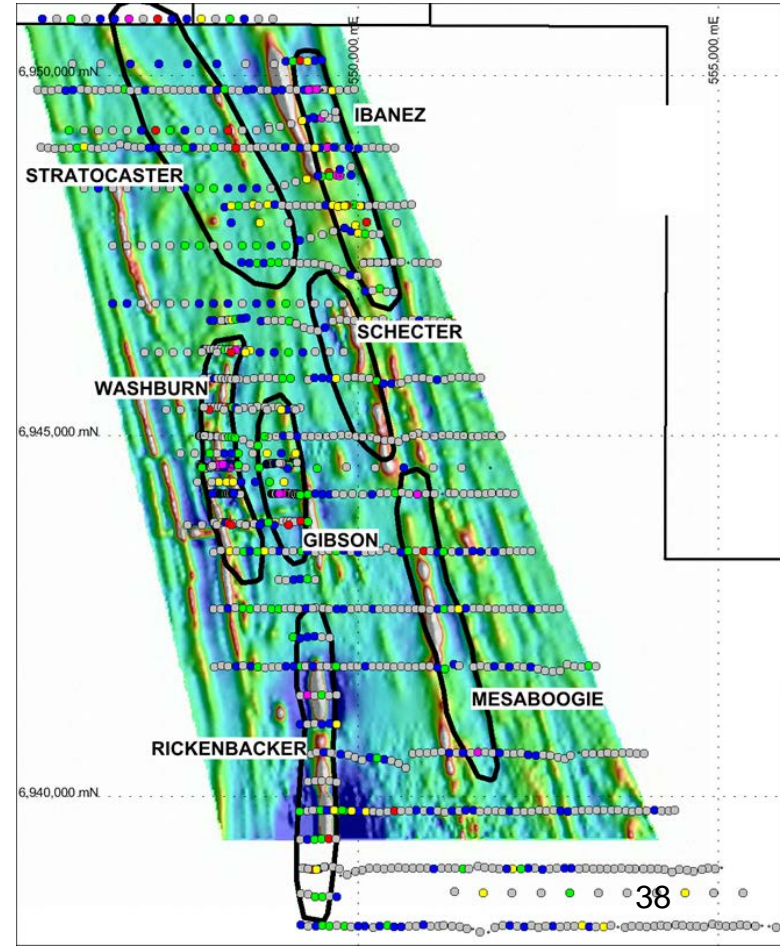 550,000 mE
555,000 mE
6,950,000 mN
IBANEZ
STRATOCASTER
SCHECTER
WASHBURN
6,945,000 mN
GIBSON
MESABOOGIE
RICKENBACKER
6,940,000 mN
38